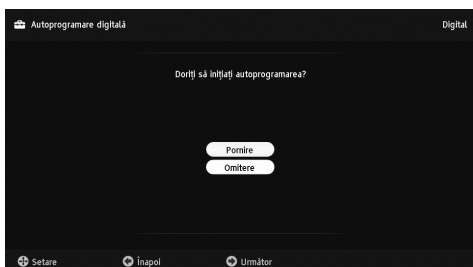 Autoprogramare digitală
Digital
Doriți să inițiați autoprogramarea?
Pornire
Omitere
Setare
Înapoi
Următor